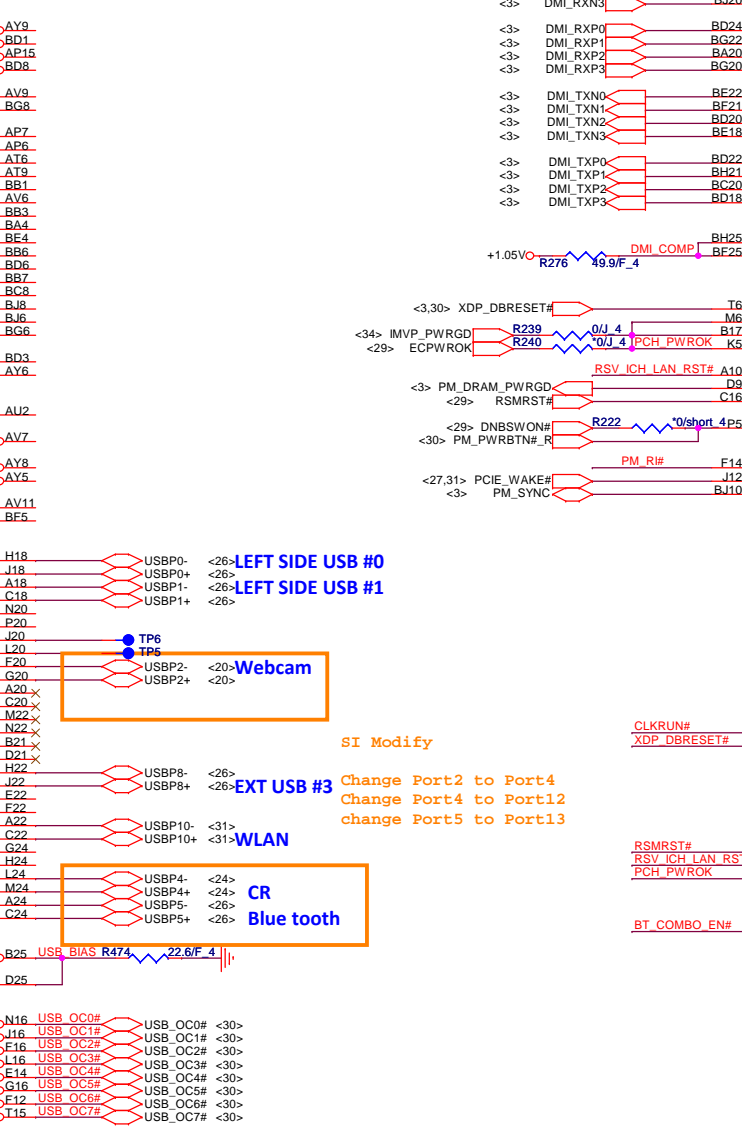 <3> DMI_RXN3 BJ20
AY9 <3> DMI_RXP0 BD24
BD1 <3> DMI_RXP1 BG22
AP15 <3> DMI_RXP2 BA20
BD8 <3> DMI_RXP3 BG20
AV9 <3> DMI_TXN0 BE22
BG8 <3> DMI_TXN1 BF21
<3> DMI_TXN2 BD20
AP7 <3> DMI_TXN3 BE18
AP6
AT6 <3> DMI_TXP0 BD22
AT9 <3> DMI_TXP1 BH21
BB1 <3> DMI_TXP2 BC20
AV6 <3> DMI_TXP3 BD18
BB3
BA4
BE4 BH25
BB6 +1.05V R276 49.9/F_4 DMI_COMP BF25
BD6
BB7
BC8
BJ8 <3,30> XDP_DBRESET# T6
BJ6 M6
BG6 <34> IMVP_PWRGD R239 0/J_4 B17
<29> ECPWROK R240 *0/J_4 PCH_PWROK K5
BD3
AY6 RSV_ICH_LAN_RST# A10
<3> PM_DRAM_PWRGD D9
<29> RSMRST# C16
AU2
<29> DNBSWON# R222 *0/short_4 P5
AV7 <30> PM_PWRBTN#_R
AY8 PM_RI# F14
AY5 <27,31> PCIE_WAKE# J12
<3> PM_SYNC BJ10
AV11
BF5
H18 USBP0- <26> LEFT SIDE USB #0
J18 USBP0+ <26>
A18 USBP1- <26> LEFT SIDE USB #1
C18 USBP1+ <26>
N20
P20
J20 TP6
L20 TP5
F20 USBP2- <20> Webcam
G20 USBP2+ <20>
A20
C20
M22
N22 CLKRUN#
B21 SI Modify XDP_DBRESET#
D21
H22 USBP8- <26>
J22 USBP8+ <26> EXT USB #3 Change Port2 to Port4
E22 Change Port4 to Port12
F22 change Port5 to Port13
A22 USBP10- <31>
C22 USBP10+ <31> WLAN
G24 RSMRST#
H24 RSV_ICH_LAN_RST
L24 USBP4- <24> PCH_PWROK
M24 USBP4+ <24> CR
A24 USBP5- <26>
C24 USBP5+ <26> Blue tooth
BT_COMBO_EN#
B25 USB_BIAS R474 22.6/F_4
D25
N16 USB_OC0# USB_OC0# <30>
J16 USB_OC1# USB_OC1# <30>
F16 USB_OC2# USB_OC2# <30>
L16 USB_OC3# USB_OC3# <30>
E14 USB_OC4# USB_OC4# <30>
G16 USB_OC5# USB_OC5# <30>
F12 USB_OC6# USB_OC6# <30>
T15 USB_OC7# USB_OC7# <30>